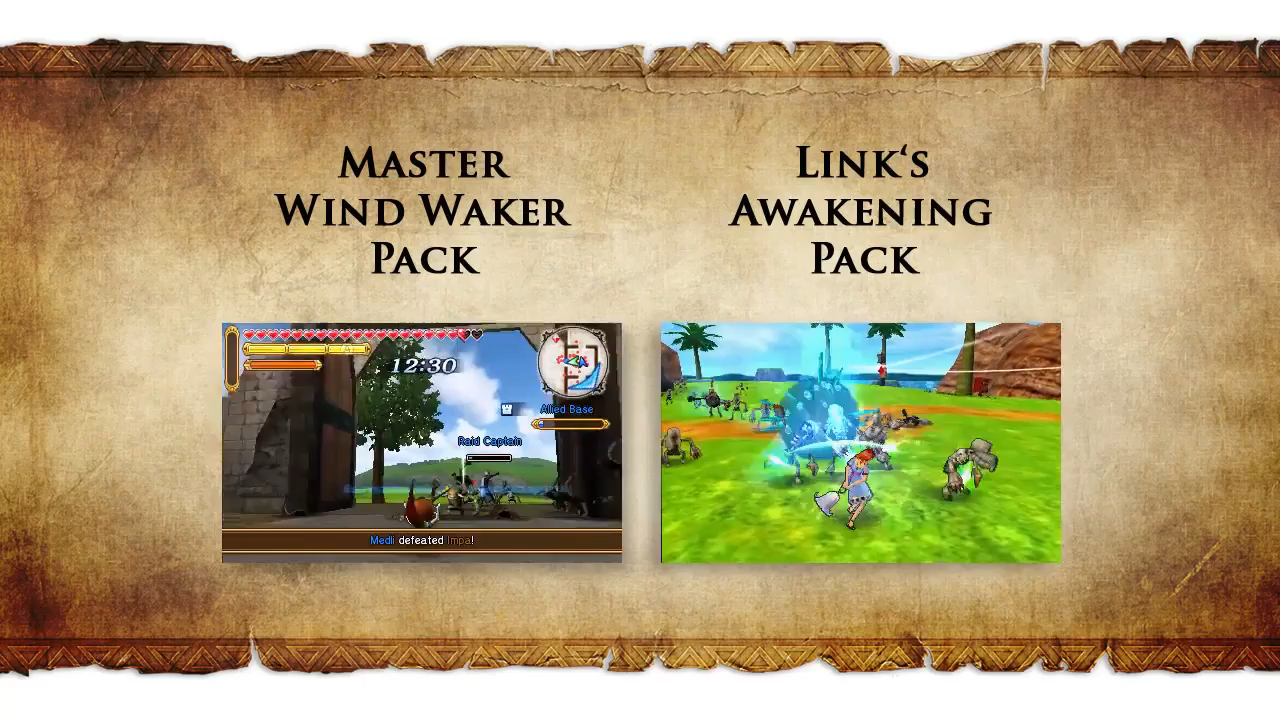 Master
Wind Waker
Pack
Link‘s
Awakening
Pack
12:30
Allied Base
Raid Captain
Medli defeated Impa!